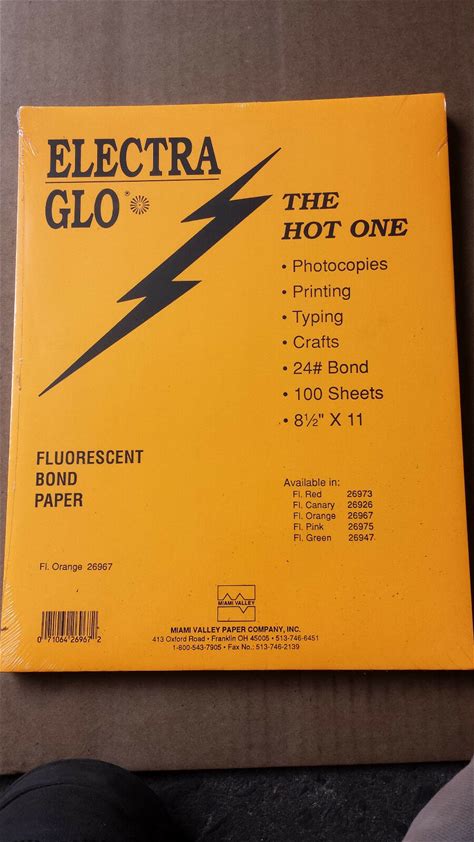 ELECTRA
GLO®
THE
HOT ONE
• Photocopies
• Printing
• Typing
• Crafts
• 24# Bond
• 100 Sheets
• 8½" X 11
FLUORESCENT
BOND
PAPER
Available in:
Fl. Red 26973
Fl. Canary 26926
Fl. Orange 26967
Fl. Pink 26975
Fl. Green 26947
Fl. Orange 26967
MIAMI VALLEY
MIAMI VALLEY PAPER COMPANY, INC.
413 Oxford Road • Franklin OH 45005 • 513-746-6451
1-800-543-7905 • Fax No.: 513-746-2139
0 71064 26967 2